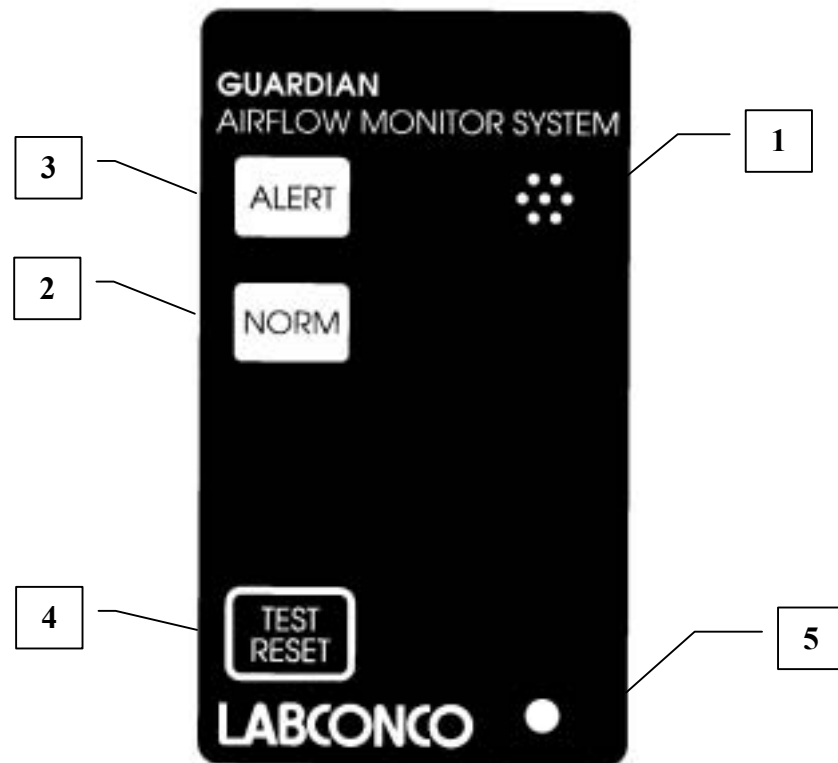 GUARDIAN
AIRFLOW MONITOR SYSTEM
1
3
ALERT
2
NORM
4
TEST
RESET
5
LABCONCO